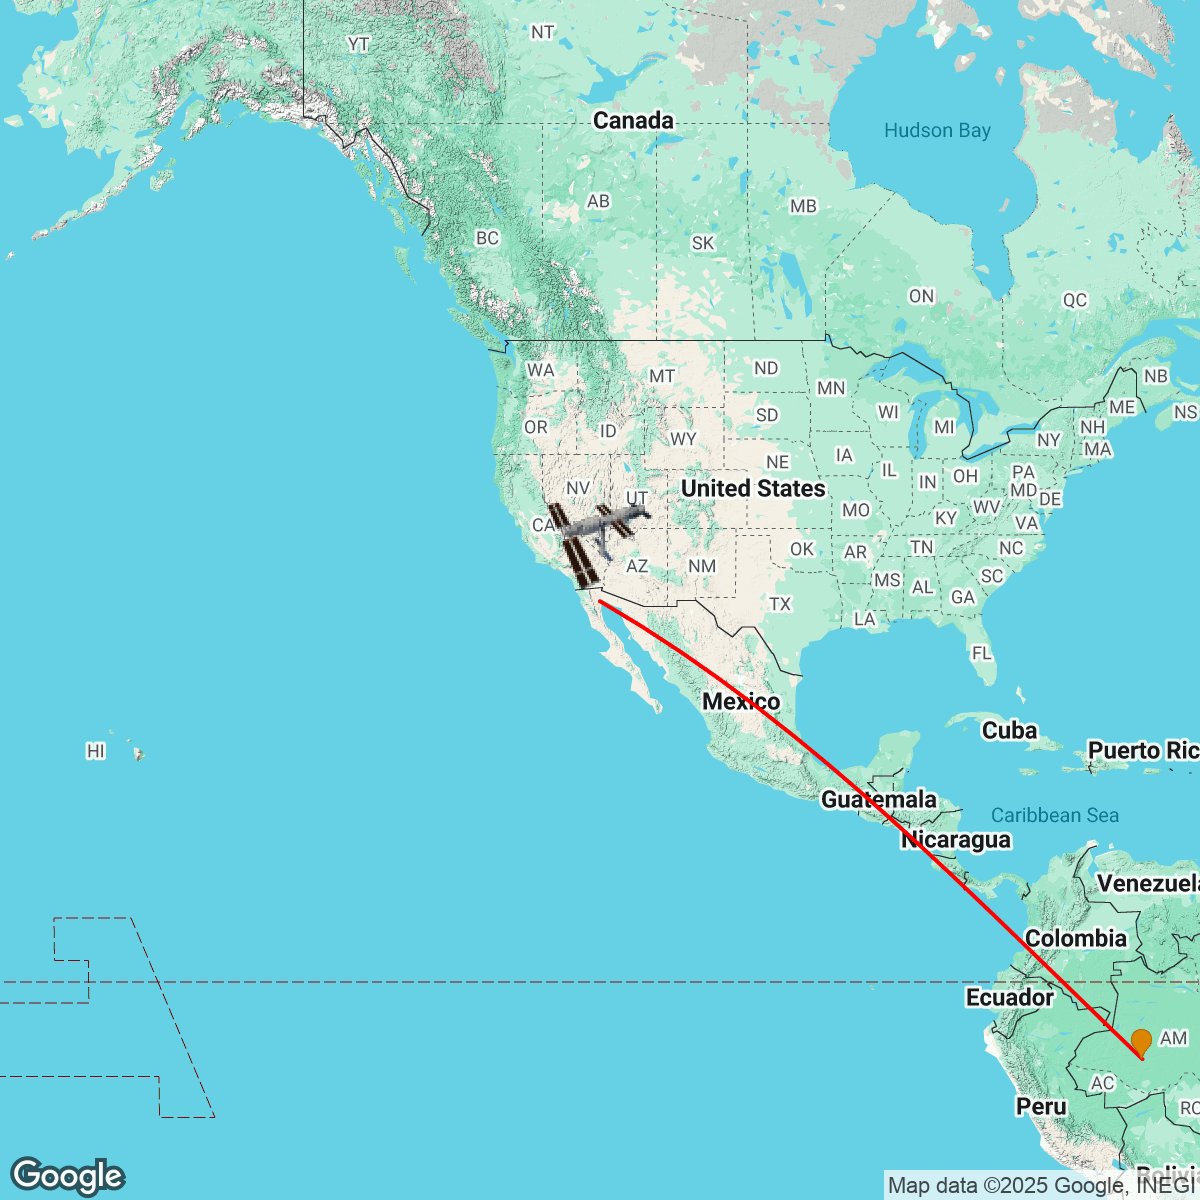 NT
YT
Canada
Hudson Bay
AB
MB
BC
SK
ON
QC
WA
MT
ND
MN
NB
OR
ID
SD
WI
MI
ME
NS
WY
NH
NY
MA
NV
UT
NE
IA
IL
IN
OH
PA
United States
MD
DE
CA
MO
KY
WV
VA
AZ
NM
OK
AR
TN
NC
MS
AL
SC
GA
TX
LA
FL
Mexico
Cuba
HI
Puerto Ric
Guatemala
Caribbean Sea
Nicaragua
Venezuela
Colombia
Ecuador
AM
AC
Peru
RO
Bolivia
Google
Map data ©2025 Google, INEGI